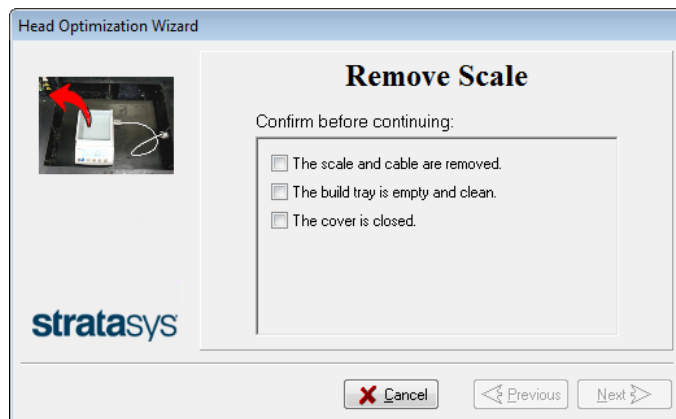 Head Optimization Wizard
Remove Scale
Confirm before continuing:
The scale and cable are removed.
The build tray is empty and clean.
The cover is closed.
stratasys
Cancel
Previous
Next